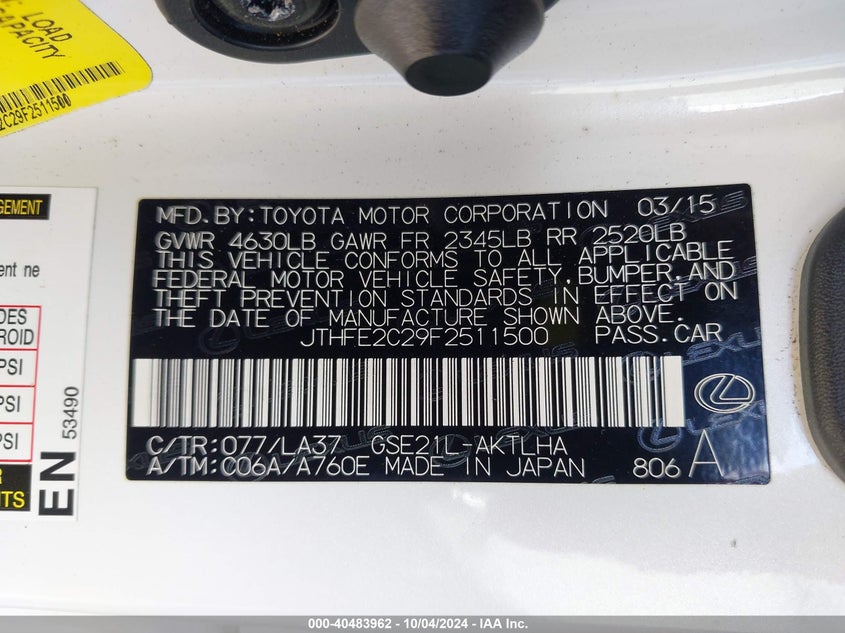 LOAD
CAPACITY
2C29F2511500
GEMENT
ent ne
DES
ROID
PSI
PSI
PSI
R
TS
EN 53490
MFD.BY:TOYOTA MOTOR CORPORATION 03/15
GVWR 4630LB GAWR FR 2345LB RR 2520LB
THIS VEHICLE CONFORMS TO ALL APPLICABLE
FEDERAL MOTOR VEHICLE SAFETY,BUMPER,AND
THEFT PREVENTION STANDARDS IN EFFECT ON
THE DATE OF MANUFACTURE SHOWN ABOVE.
JTHFE2C29F2511500 PASS.CAR
C/TR:077/LA37 GSE21L-AKTLHA
A/TM:C06A/A760E MADE IN JAPAN 806 A
000-40483962 - 10/04/2024 - IAA Inc.